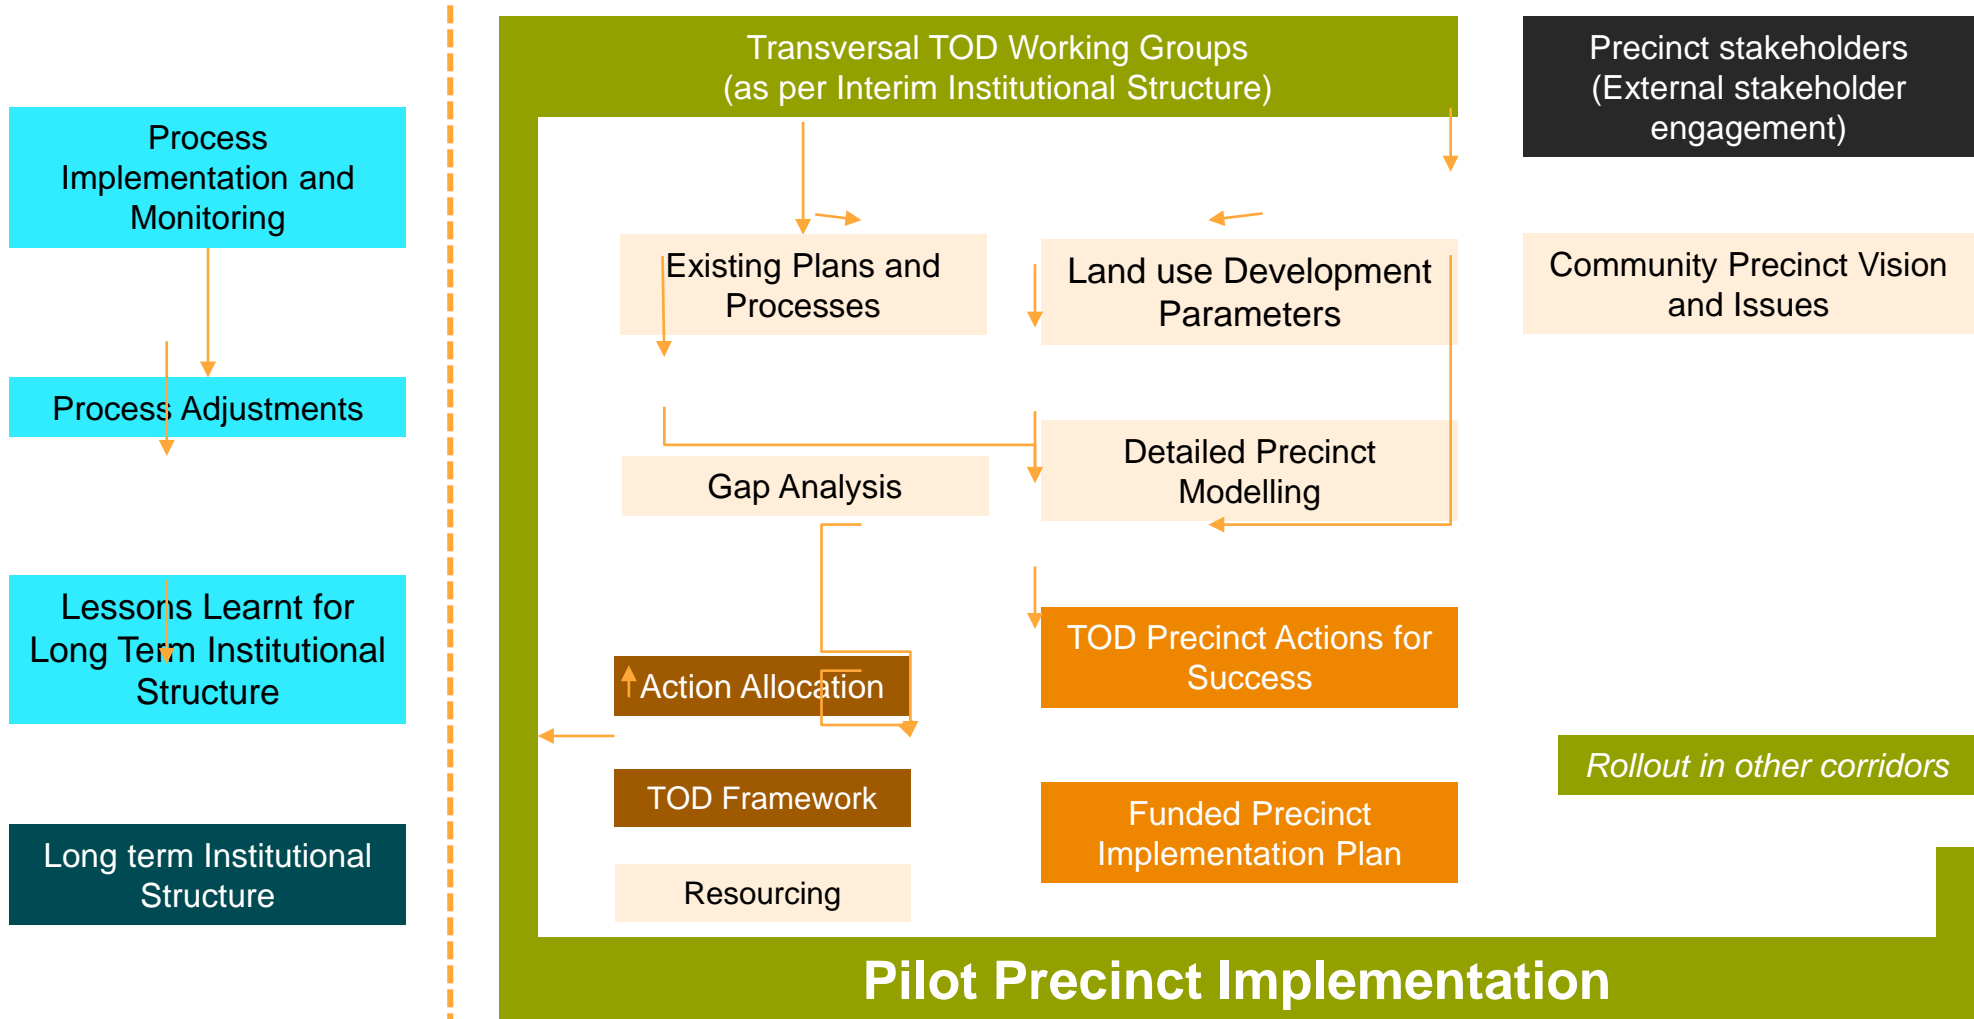 Process
Implementation and
Monitoring
Process Adjustments
Lessons Learnt for
Long Term Institutional
Structure
Long term Institutional
Structure
Transversal TOD Working Groups
(as per Interim Institutional Structure)
Precinct stakeholders
(External stakeholder
engagement)
Existing Plans and
Processes
Land use Development
Parameters
Community Precinct Vision
and Issues
Gap Analysis
Detailed Precinct
Modelling
Action Allocation
TOD Precinct Actions for
Success
TOD Framework
Resourcing
Funded Precinct
Implementation Plan
Rollout in other corridors
Pilot Precinct Implementation